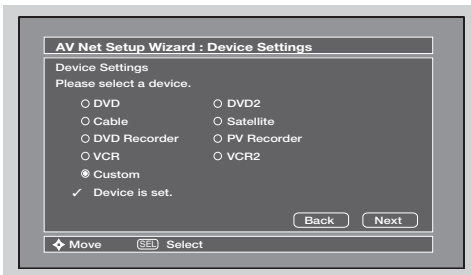 AV Net Setup Wizard : Device Settings
Device Settings
Please select a device.
DVD DVD2
Cable Satellite
DVD Recorder PV Recorder
VCR VCR2
Custom
✓ Device is set.
Back Next
Move SEL Select